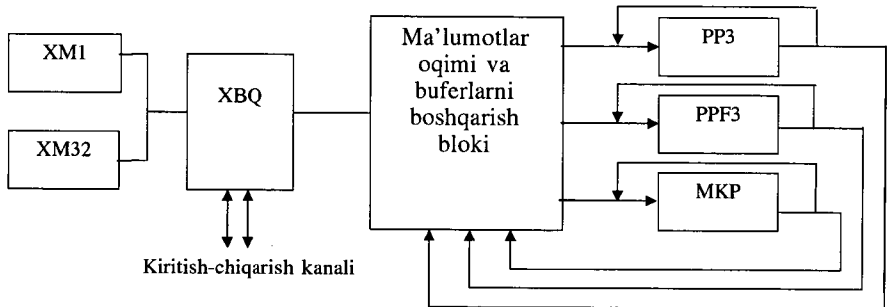 XM1
XM32
XBQ
Kiritish-chiqarish kanali
Ma'lumotlar
oqimi va
buferlarni
boshqarish
bloki
PP3
PPF3
MKP